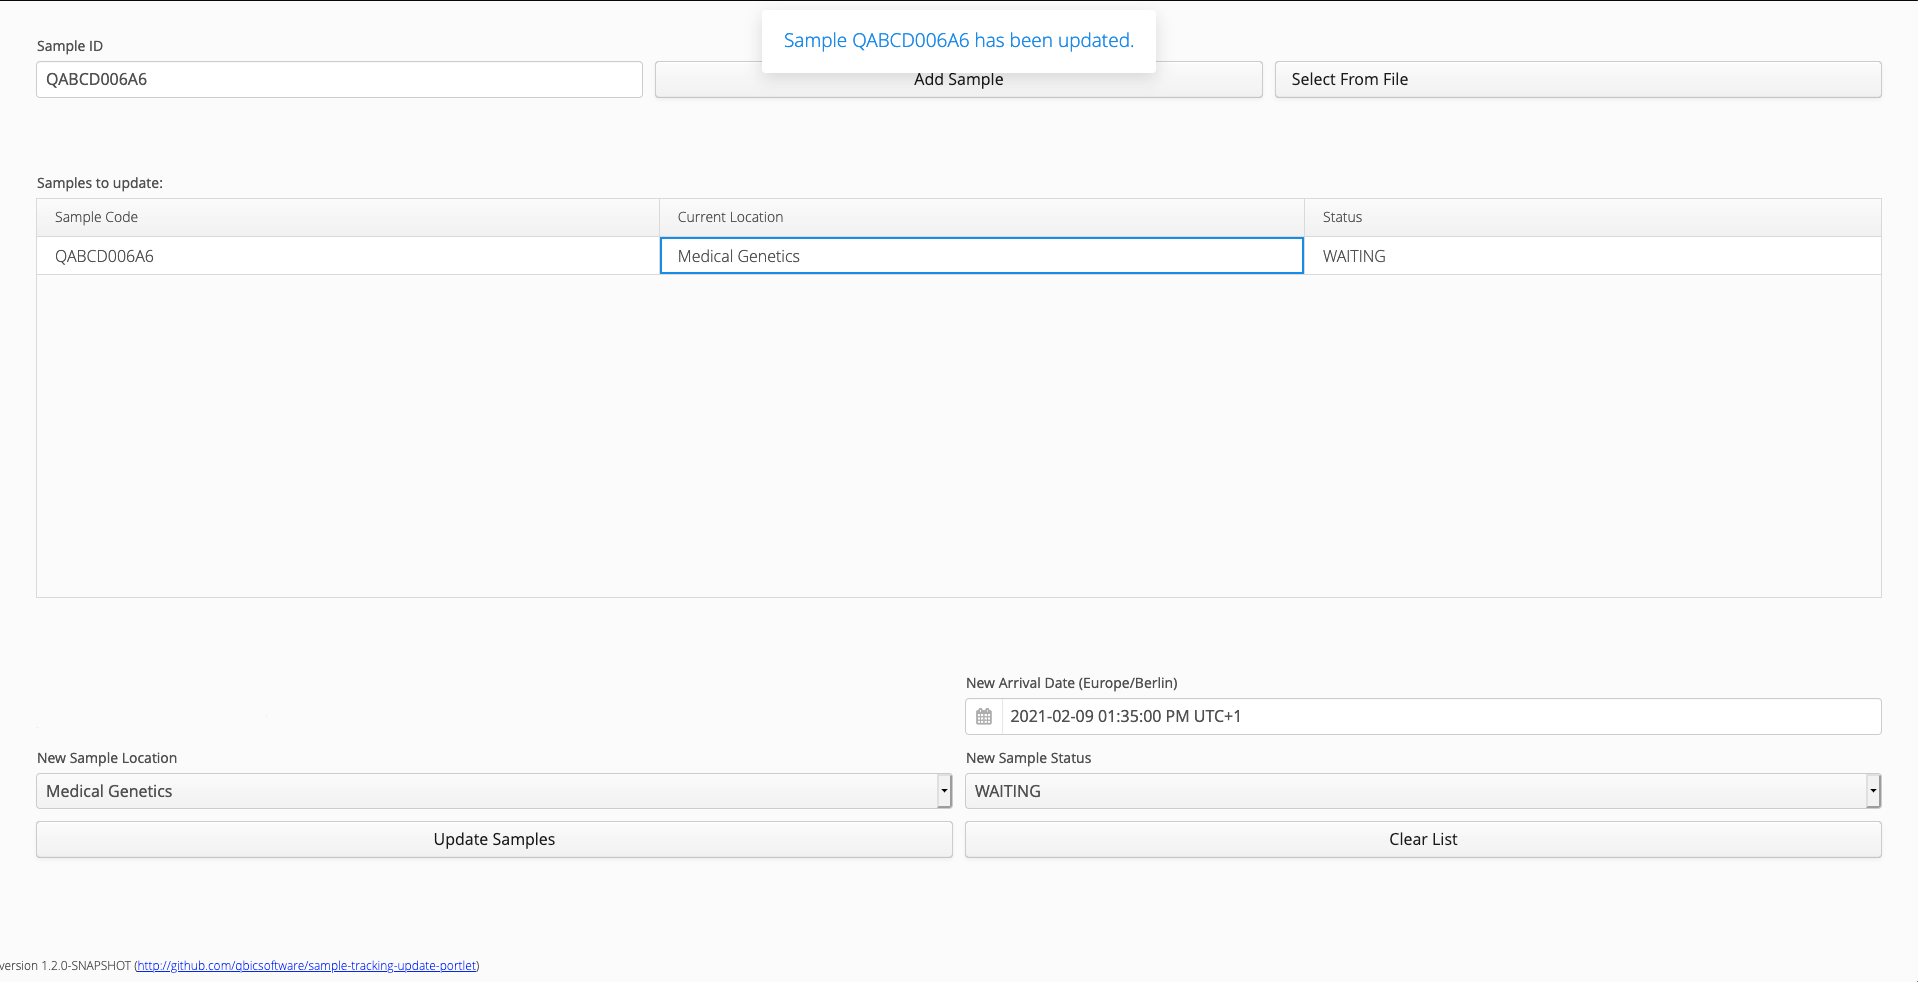 Sample QABCD006A6 has been updated.
Sample ID
QABCD006A6
Add Sample
Select From File
Samples to update:
Sample Code Current Location Status
QABCD006A6 Medical Genetics WAITING
New Arrival Date (Europe/Berlin)
2021-02-09 01:35:00 PM UTC+1
New Sample Location
New Sample Status
Medical Genetics
WAITING
Update Samples
Clear List
version 1.2.0-SNAPSHOT (http://github.com/qbicsoftware/sample-tracking-update-portlet)